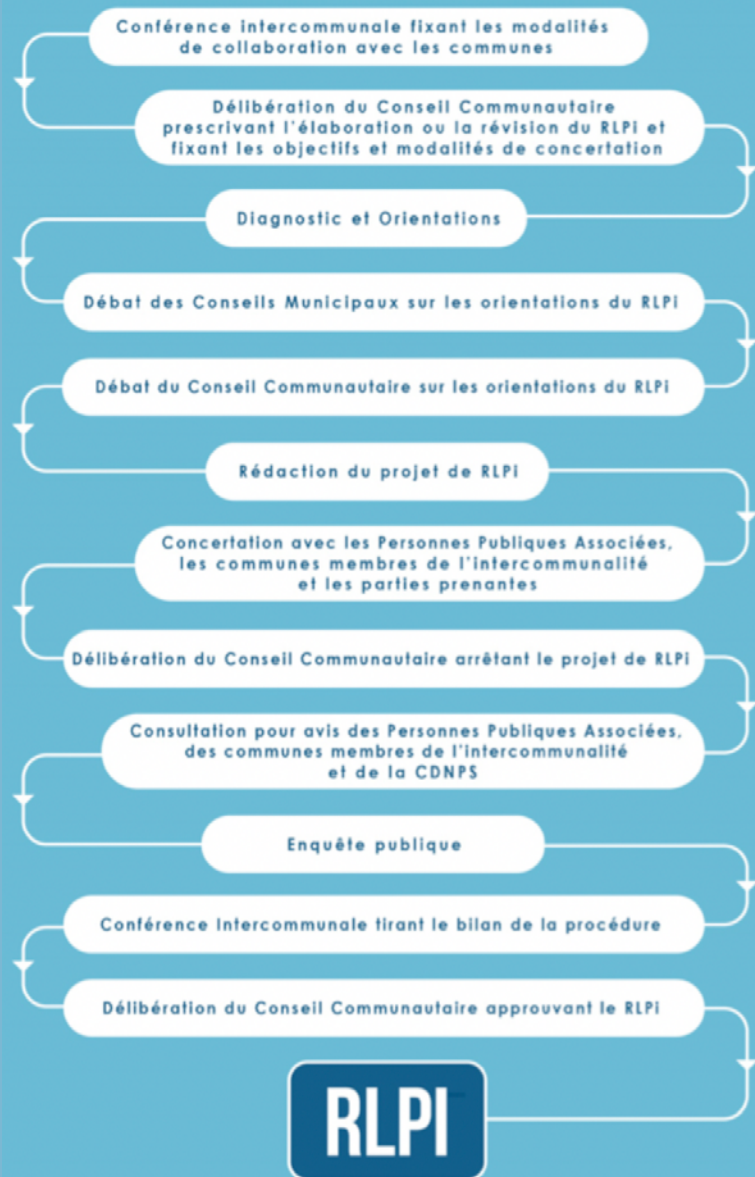 Conférence intercommunale fixant les modalités
de collaboration avec les communes
Délibération du Conseil Communautaire
prescrivant l'élaboration ou la révision du RLPi et
fixant les objectifs et modalités de concertation
Diagnostic et Orientations
Débat des Conseils Municipaux sur les orientations du RLPi
Débat du Conseil Communautaire sur les orientations du RLPi
Rédaction du projet de RLPi
Concertation avec les Personnes Publiques Associées,
les communes membres de l'intercommunalité
et les parties prenantes
Délibération du Conseil Communautaire arrêtant le projet de RLPi
Consultation pour avis des Personnes Publiques Associées,
des communes membres de l'intercommunalité
et de la CDNPS
Enquête publique
Conférence Intercommunale tirant le bilan de la procédure
Délibération du Conseil Communautaire approuvant le RLPi
RLPI